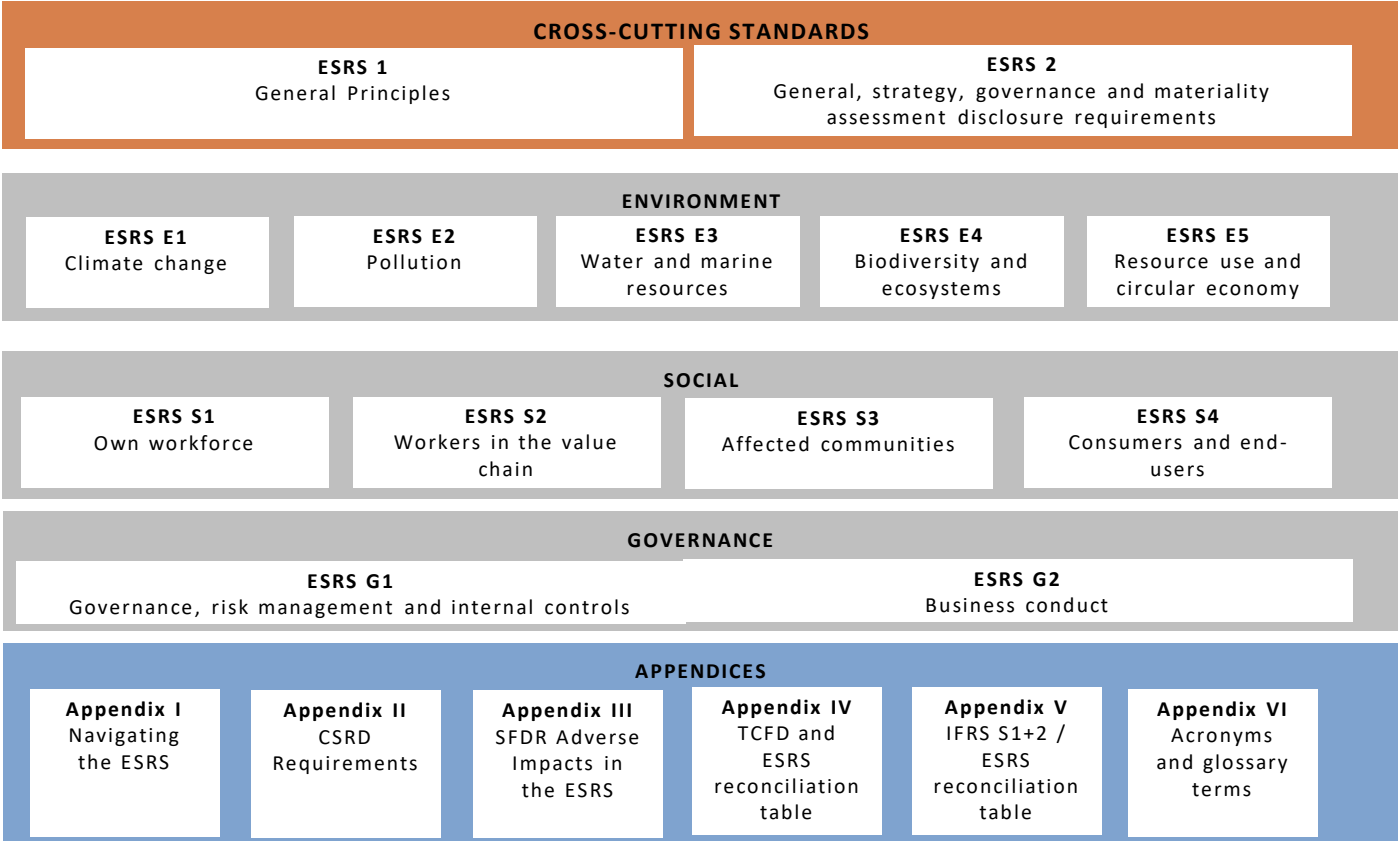 CROSS-CUTTING STANDARDS
ESRS 1
General Principles
ESRS 2
General, strategy, governance and materiality
assessment disclosure requirements
ENVIRONMENT
ESRS E1
Climate change
ESRS E2
Pollution
ESRS E3
Water and marine
resources
ESRS E4
Biodiversity and
ecosystems
ESRS E5
Resource use and
circular economy
SOCIAL
ESRS S1
Own workforce
ESRS S2
Workers in the value
chain
ESRS S3
Affected communities
ESRS S4
Consumers and end-
users
GOVERNANCE
ESRS G1
Governance, risk management and internal controls
ESRS G2
Business conduct
APPENDICES
Appendix I
Navigating
the ESRS
Appendix II
CSRD
Requirements
Appendix III
SFDR Adverse
Impacts in
the ESRS
Appendix IV
TCFD and
ESRS
reconciliation
table
Appendix V
IFRS S1+2 /
ESRS
reconciliation
table
Appendix VI
Acronyms
and glossary
terms